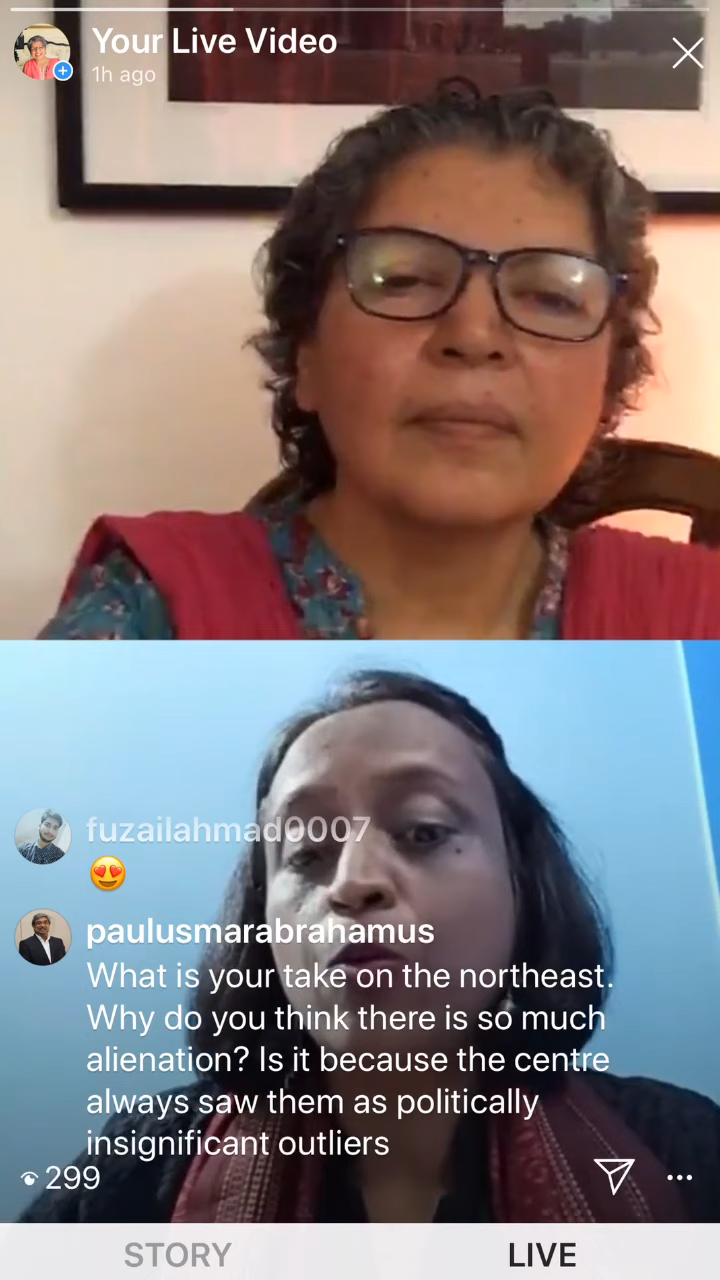 Your Live Video
1h ago
fuzailahmad0007
😍
paulusmarabrahamus
What is your take on the northeast.
Why do you think there is so much
alienation? Is it because the centre
always saw them as politically
insignificant outliers
299
STORY
LIVE